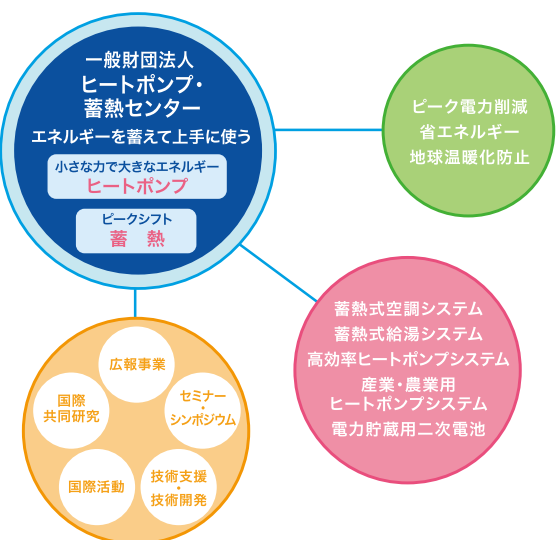 一般財団法人
ヒートポンプ・
蓄熱センター
エネルギーを蓄えて上手に使う
小さな力で大きなエネルギー
ヒートポンプ
ピークシフト
蓄 熱
ピーク電力削減
省エネルギー
地球温暖化防止
蓄熱式空調システム
蓄熱式給湯システム
高効率ヒートポンプシステム
産業・農業用
ヒートポンプシステム
電力貯蔵用二次電池
広報事業
国際
共同研究
セミナー
・
シンポジウム
国際活動
技術支援
・
技術開発